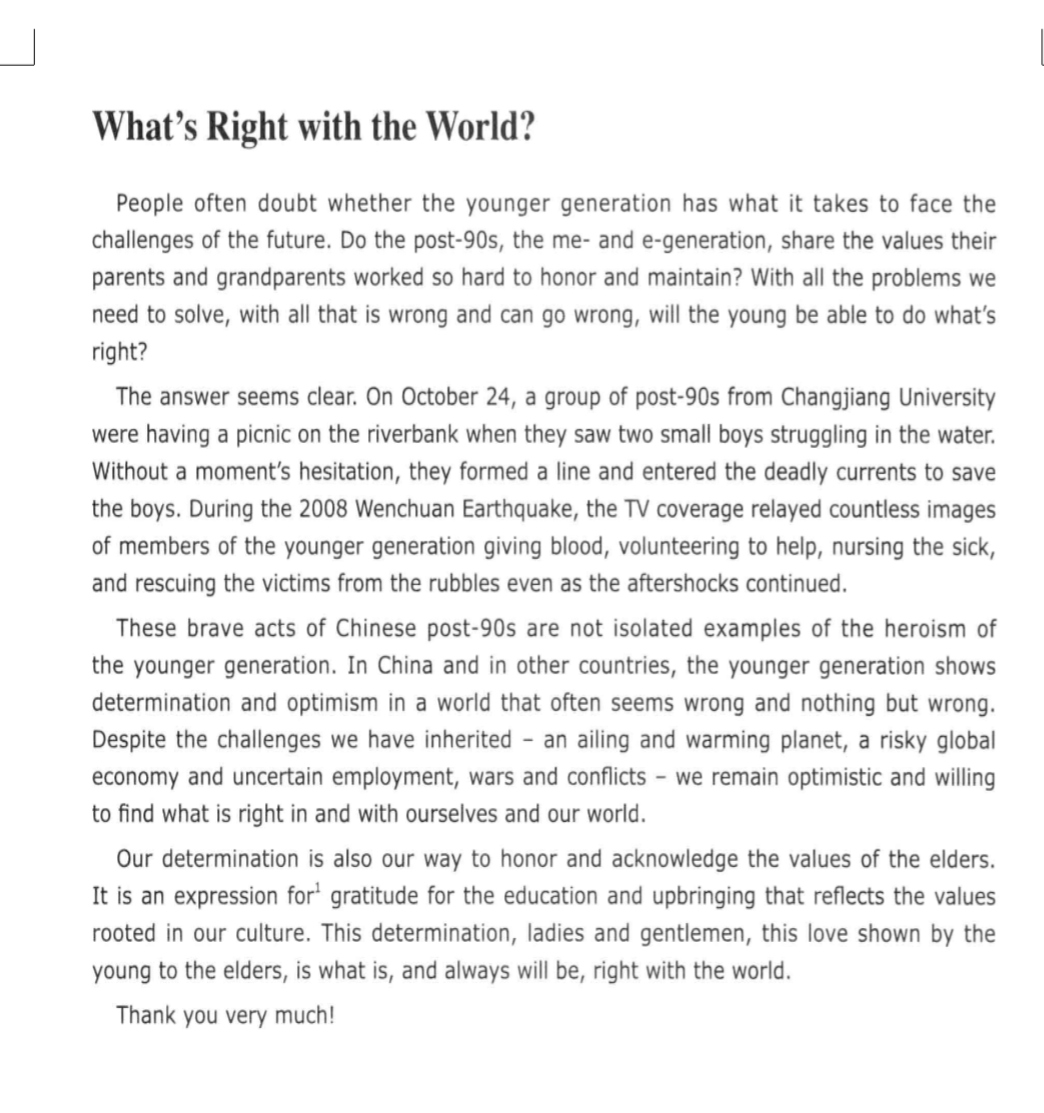 What's Right with the World?
People often doubt whether the younger generation has what it takes to face the
challenges of the future. Do the post-90s, the me- and e-generation, share the values their
parents and grandparents worked so hard to honor and maintain? With all the problems we
need to solve, with all that is wrong and can go wrong, will the young be able to do what's
right?
The answer seems clear. On October 24, a group of post-90s from Changjiang University
were having a picnic on the riverbank when they saw two small boys struggling in the water.
Without a moment's hesitation, they formed a line and entered the deadly currents to save
the boys. During the 2008 Wenchuan Earthquake, the TV coverage relayed countless images
of members of the younger generation giving blood, volunteering to help, nursing the sick,
and rescuing the victims from the rubbles even as the aftershocks continued.
These brave acts of Chinese post-90s are not isolated examples of the heroism of
the younger generation. In China and in other countries, the younger generation shows
determination and optimism in a world that often seems wrong and nothing but wrong.
Despite the challenges we have inherited – an ailing and warming planet, a risky global
economy and uncertain employment, wars and conflicts – we remain optimistic and willing
to find what is right in and with ourselves and our world.
Our determination is also our way to honor and acknowledge the values of the elders.
It is an expression for¹ gratitude for the education and upbringing that reflects the values
rooted in our culture. This determination, ladies and gentlemen, this love shown by the
young to the elders, is what is, and always will be, right with the world.
Thank you very much!